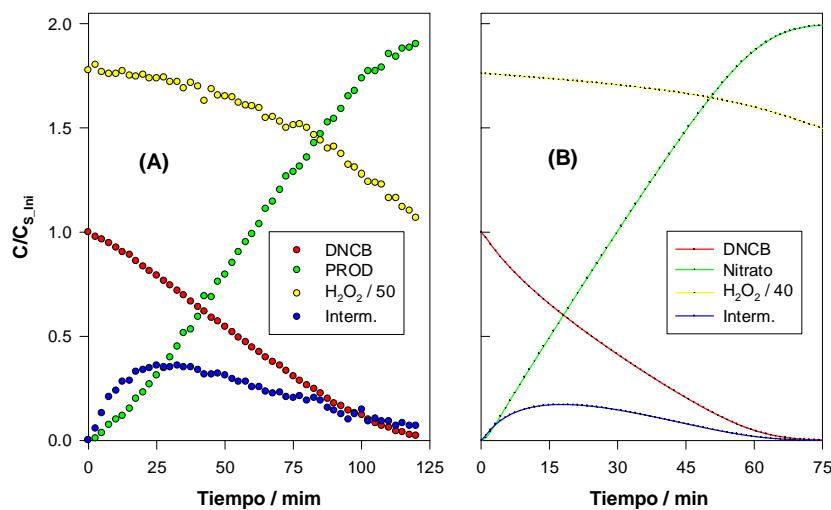 2.0
1.5
1.0
0.5
0.0
C/C_S_Ini
(A)
DNCB
PROD
H₂O₂ / 50
Interm.
0 25 50 75 100 125
Tiempo / mim
(B)
DNCB
Nitrato
H₂O₂ / 40
Interm.
0 15 30 45 60 75
Tiempo / min